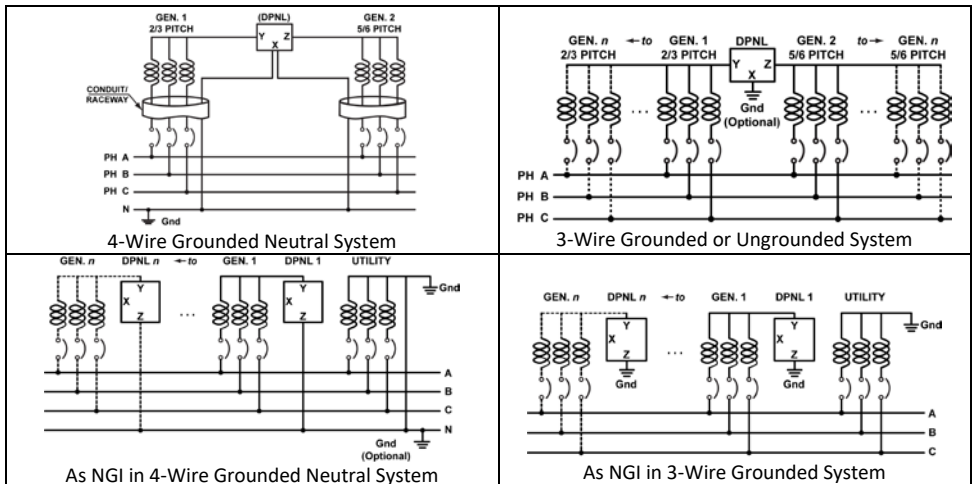 GEN. 1 (DPNL) GEN. 2
2/3 PITCH 5/6 PITCH
Y Z
X
CONDUIT/
RACEWAY
PH A
PH B
PH C
N
Gnd
4-Wire Grounded Neutral System
GEN. n ←to GEN. 1 DPNL GEN. 2 to→ GEN. n
2/3 PITCH 2/3 PITCH 5/6 PITCH 5/6 PITCH
Y Z
X
... Gnd ...
(Optional)
PH A
PH B
PH C
3-Wire Grounded or Ungrounded System
GEN. n DPNL n ←to GEN. 1 DPNL 1 UTILITY
Y Y Gnd
X ... X
Z Z
A
B
C
N
Gnd
(Optional)
As NGI in 4-Wire Grounded Neutral System
GEN. n DPNL n ←to GEN. 1 DPNL 1 UTILITY
Y Y Gnd
X ... X
Z Z
Gnd Gnd
A
B
C
As NGI in 3-Wire Grounded System